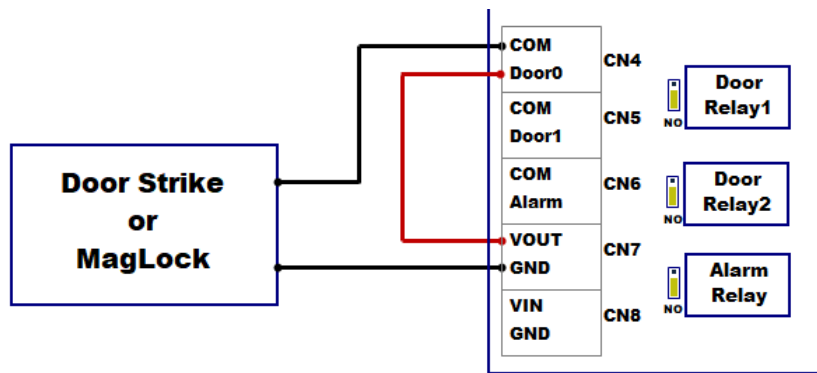 Door Strike
or
MagLock
COM
Door0
CN4
COM
Door1
CN5
COM
Alarm
CN6
VOUT
GND
CN7
VIN
GND
CN8
NO
Door
Relay1
NO
Door
Relay2
NO
Alarm
Relay